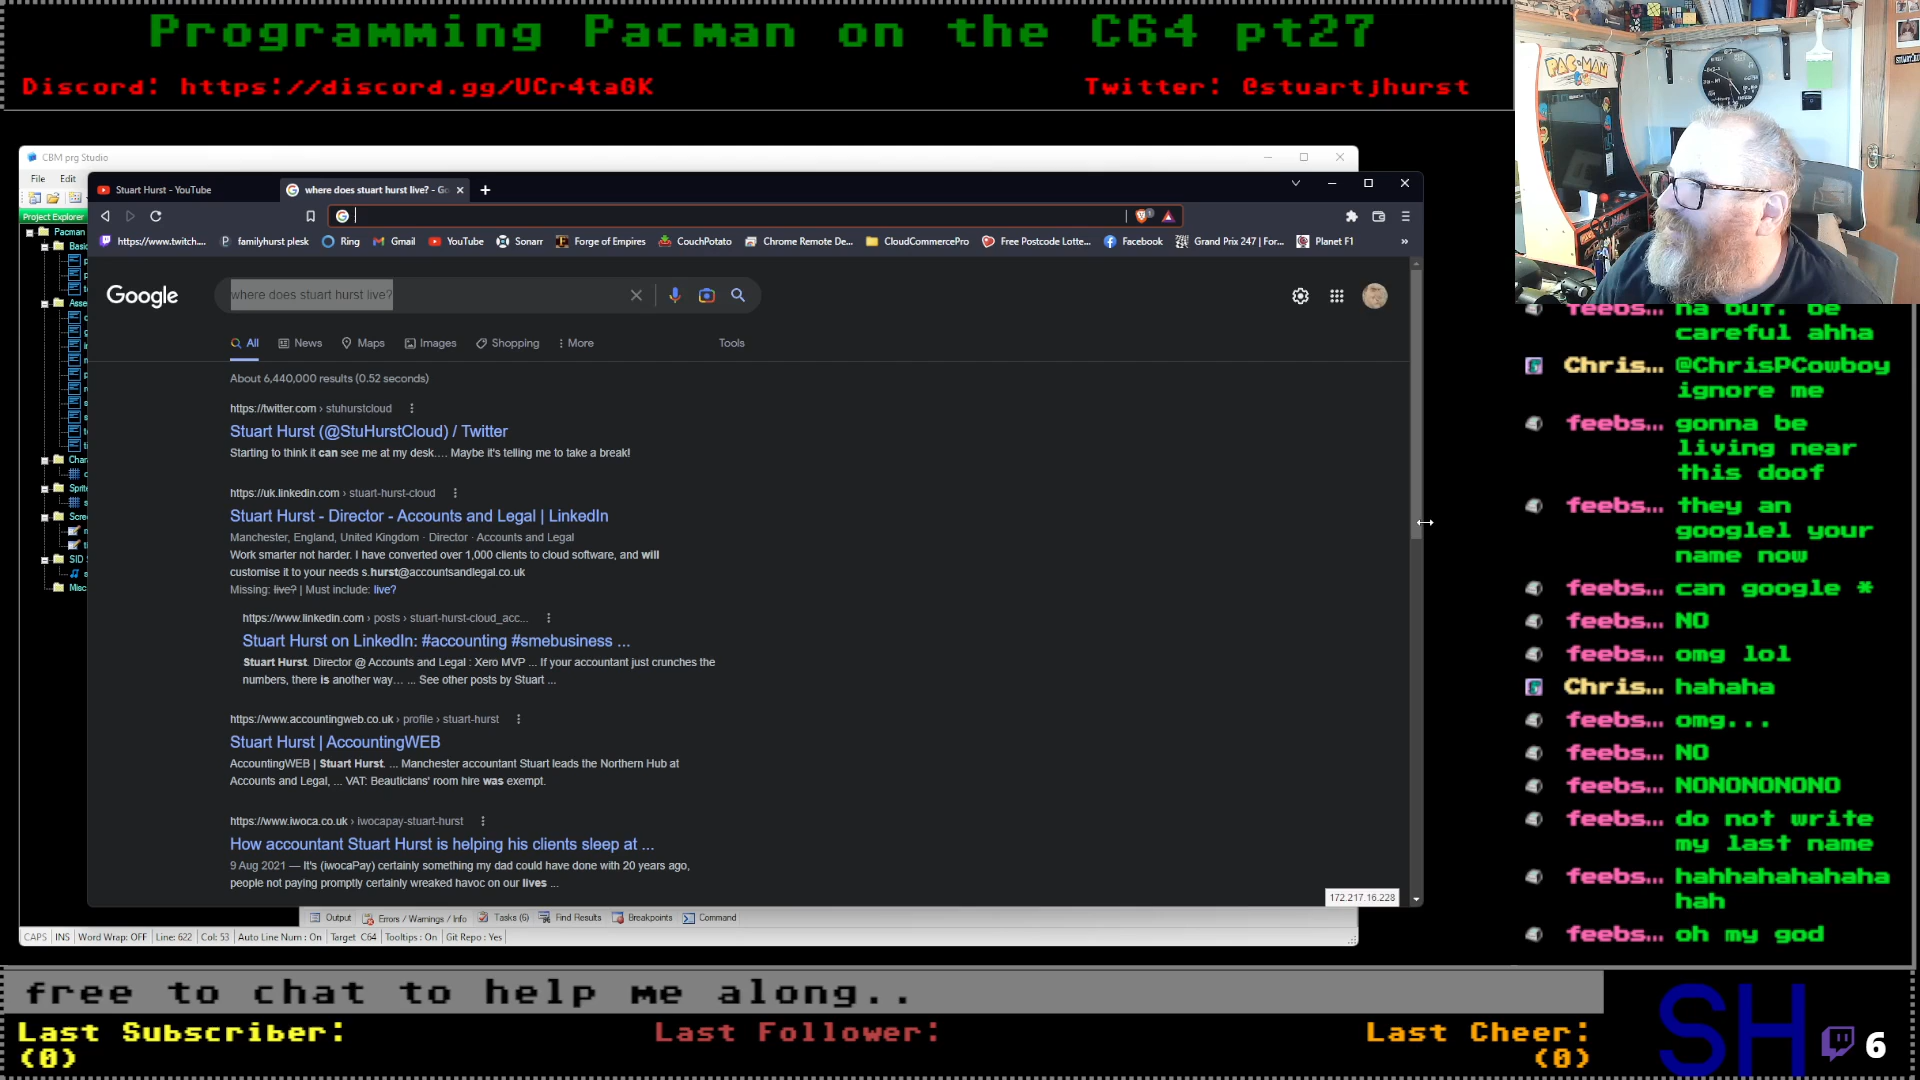 Programming Pacman on the C64 pt27
Discord: https://discord.gg/UCr4taGK
Twitter: @stuartjhurst
CBM prg Studio
File Edit
Project Explorer
Pacman
Stuart Hurst - YouTube
where does stuart hurst live? - Go
https://www.twitch....
familyhurst plesk
Ring
Gmail
YouTube
Sonarr
Forge of Empires
CouchPotato
Chrome Remote De...
CloudCommercePro
Free Postcode Lotte...
Facebook
Grand Prix 247 | For...
Planet F1
»
Google
where does stuart hurst live?
All
News
Maps
Images
Shopping
More
Tools
About 6,440,000 results (0.52 seconds)
https://twitter.com › stuhurstcloud
Stuart Hurst (@StuHurstCloud) / Twitter
Starting to think it can see me at my desk.... Maybe it's telling me to take a break!
https://uk.linkedin.com › stuart-hurst-cloud
Stuart Hurst - Director - Accounts and Legal | LinkedIn
Manchester, England, United Kingdom · Director · Accounts and Legal
Work smarter not harder. I have converted over 1,000 clients to cloud software, and will
customise it to your needs s.hurst@accountsandlegal.co.uk
Missing: live? | Must include: live?
https://www.linkedin.com › posts › stuart-hurst-cloud_acc...
Stuart Hurst on LinkedIn: #accounting #smebusiness ...
Stuart Hurst. Director @ Accounts and Legal : Xero MVP ... If your accountant just crunches the
numbers, there is another way… ... See other posts by Stuart ...
https://www.accountingweb.co.uk › profile › stuart-hurst
Stuart Hurst | AccountingWEB
AccountingWEB | Stuart Hurst. ... Manchester accountant Stuart leads the Northern Hub at
Accounts and Legal, ... VAT: Beauticians' room hire was exempt.
https://www.iwoca.co.uk › iwocapay-stuart-hurst
How accountant Stuart Hurst is helping his clients sleep at ...
9 Aug 2021 — It's (iwocaPay) certainly something my dad could have done with 20 years ago,
people not paying promptly certainly wreaked havoc on our lives ...
172.217.16.228
Output
Errors / Warnings / Info
Tasks (6)
Find Results
Breakpoints
Command
CAPS INS Word Wrap: OFF Line: 622 Col: 53 Auto Line Num : On Target C64 Tooltips : On Git Repo : Yes
PAC-MAN
feebs... ha but. be
careful ahha
Chris... @ChrisPCowboy
ignore me
feebs... gonna be
living near
this doof
feebs... they an
googlel your
name now
feebs... can google *
feebs... NO
feebs... omg lol
Chris... hahaha
feebs... omg...
feebs... NO
feebs... NONONONONO
feebs... do not write
my last name
feebs... hahhahahahaha
hah
feebs... oh my god
free to chat to help me along..
Last Subscriber:
(0)
Last Follower:
Last Cheer:
(0)
SH
6